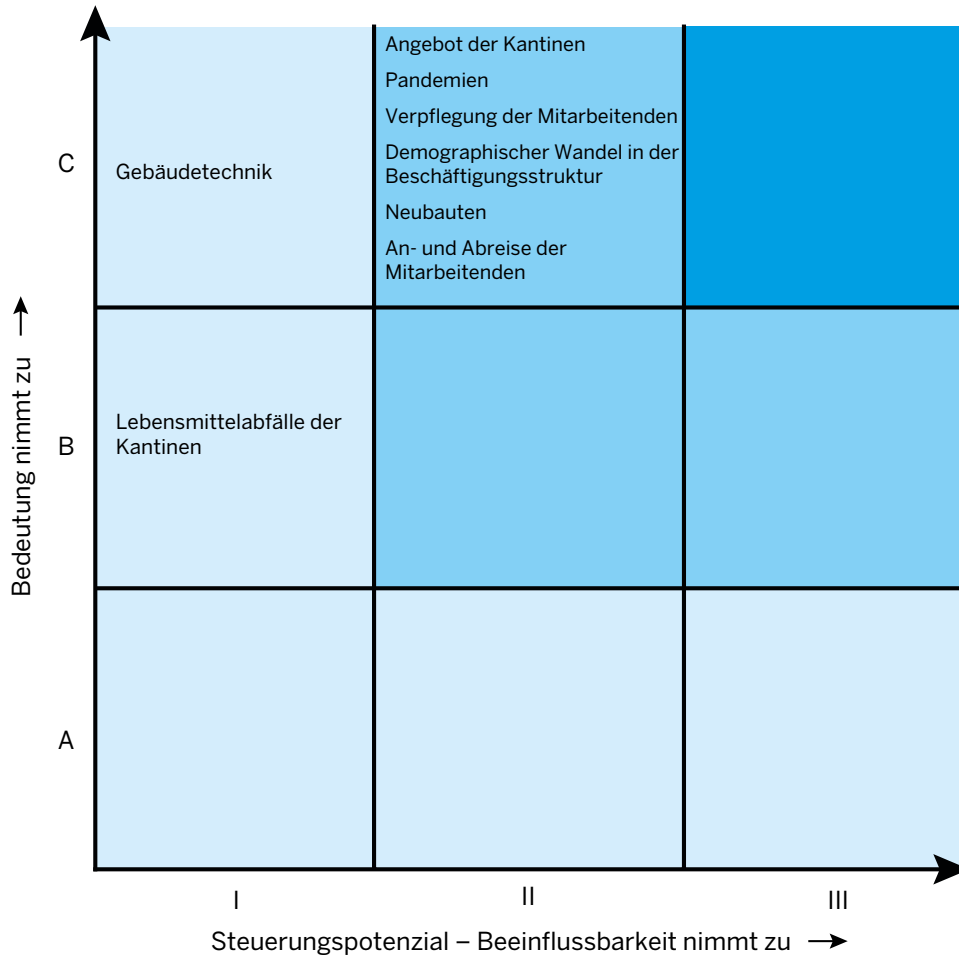 Angebot der Kantinen
Pandemien
Verpflegung der Mitarbeitenden
Demographischer Wandel in der
Beschäftigungsstruktur
Neubauten
An- und Abreise der
Mitarbeitenden
C
Gebäudetechnik
Bedeutung nimmt zu →
B
Lebensmittelabfälle der
Kantinen
A
I
II
III
Steuerungspotenzial – Beeinflussbarkeit nimmt zu →